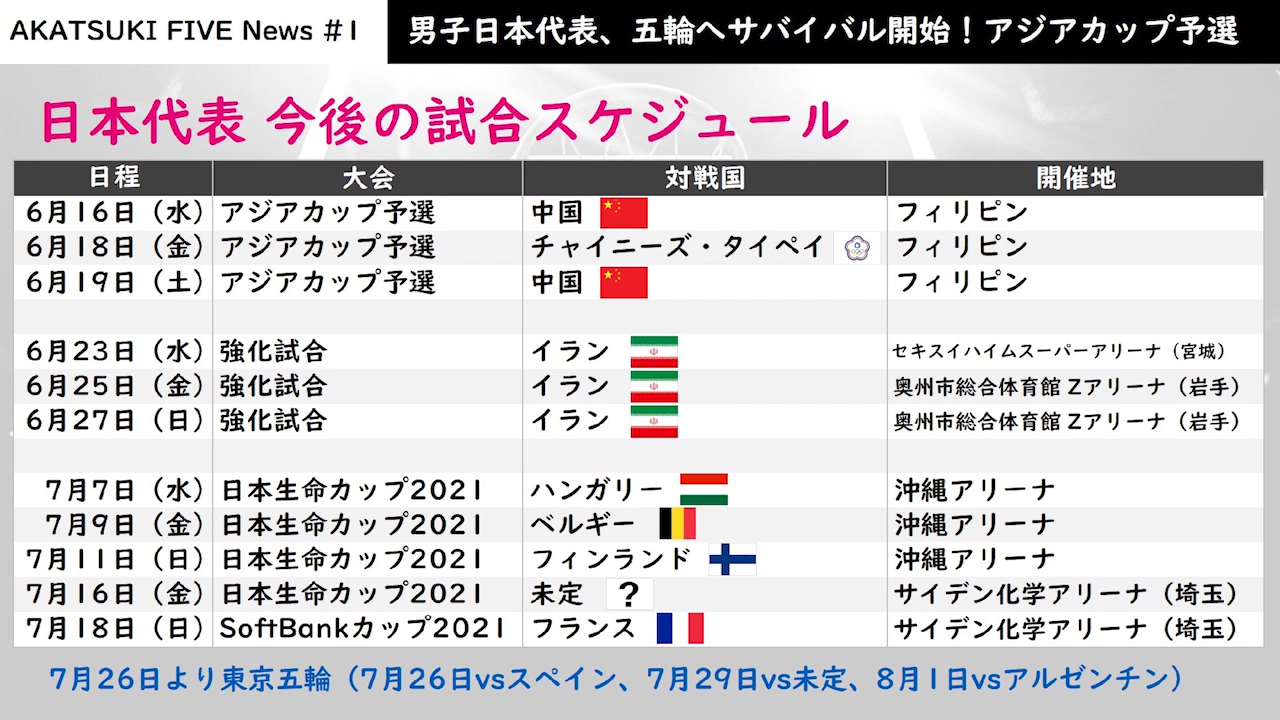 AKATSUKI FIVE News #1 男子日本代表、五輪へサバイバル開始！アジアカップ予選
日本代表 今後の試合スケジュール
日程 大会 対戦国 開催地
6月16日（水） アジアカップ予選 中国 フィリピン
6月18日（金） アジアカップ予選 チャイニーズ・タイペイ フィリピン
6月19日（土） アジアカップ予選 中国 フィリピン
6月23日（水） 強化試合 イラン セキスイハイムスーパーアリーナ（宮城）
6月25日（金） 強化試合 イラン 奥州市総合体育館 Zアリーナ（岩手）
6月27日（日） 強化試合 イラン 奥州市総合体育館 Zアリーナ（岩手）
7月7日（水） 日本生命カップ2021 ハンガリー 沖縄アリーナ
7月9日（金） 日本生命カップ2021 ベルギー 沖縄アリーナ
7月11日（日） 日本生命カップ2021 フィンランド 沖縄アリーナ
7月16日（金） 日本生命カップ2021 未定 ? サイデン化学アリーナ（埼玉）
7月18日（日） SoftBankカップ2021 フランス サイデン化学アリーナ（埼玉）
7月26日より東京五輪（7月26日vsスペイン、7月29日vs未定、8月1日vsアルゼンチン）